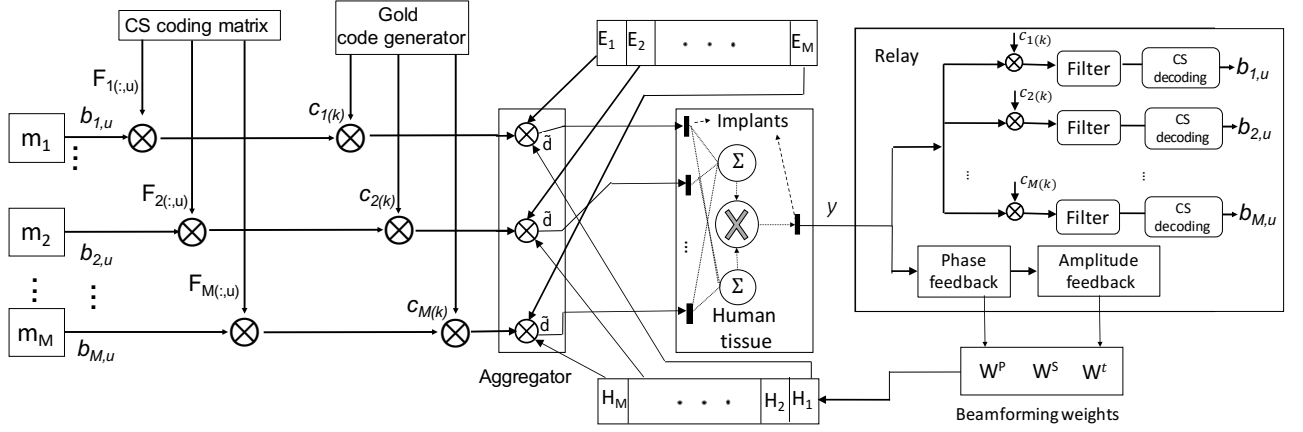 CS coding matrix
Gold
code generator
E1 E2 . . . EM
Relay
c1(k)
Filter
CS
decoding
b1,u
F1(:,u)
m1
b1,u
c1(k)
d̃
Implants
Σ
c2(k)
Filter
CS
decoding
b2,u
F2(:,u)
m2
b2,u
c2(k)
d̃
y
cM(k)
Filter
CS
decoding
bM,u
FM(:,u)
mM
bM,u
cM(k)
d̃
Σ
Human
tissue
Phase
feedback
Amplitude
feedback
Aggregator
HM . . . H2 H1
WP WS Wt
Beamforming weights